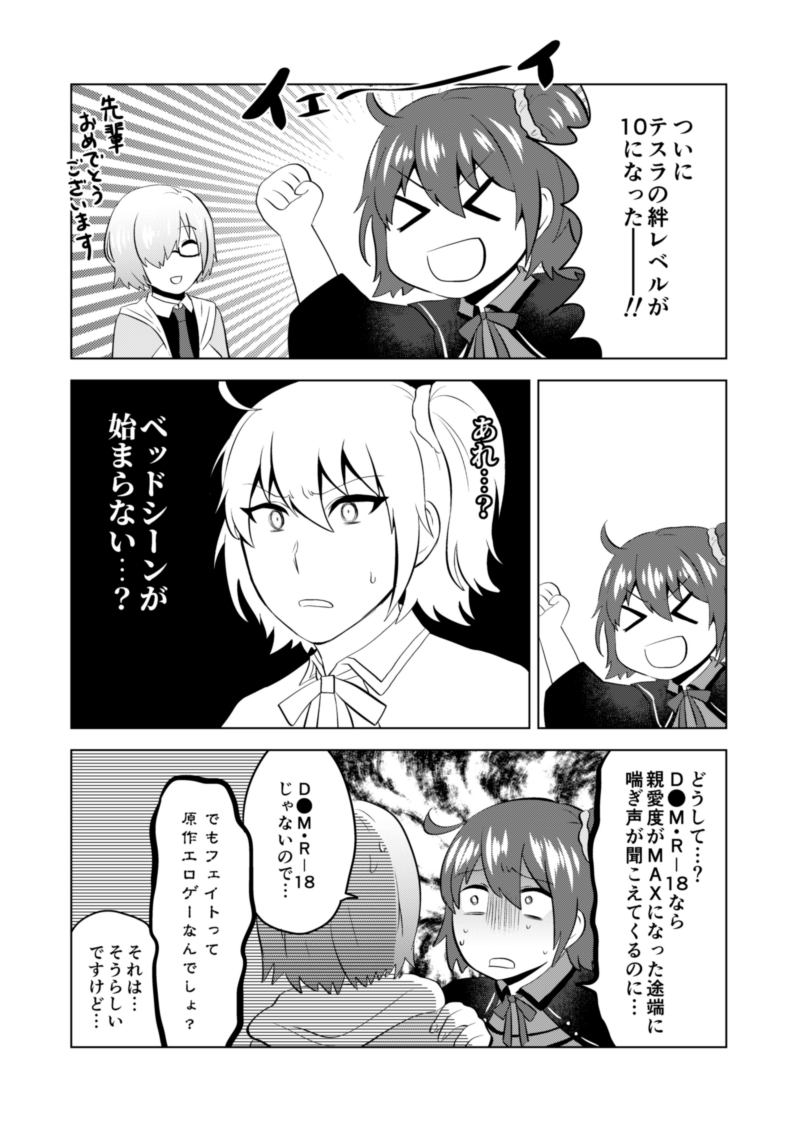 イェーーイ
ついに
テスラの絆レベルが
10になった――!!
先輩
おめでとう
ございます
あれ…?
ベッドシーンが
始まらない…?
どうして…?
D●M・R―18なら
親愛度がMAXになった途端に
喘ぎ声が聞こえてくるのに…
D●M・R―18
じゃないので…
でもフェイトって
原作エロゲーなんでしょ?
それは…
そうらしい
ですけど…